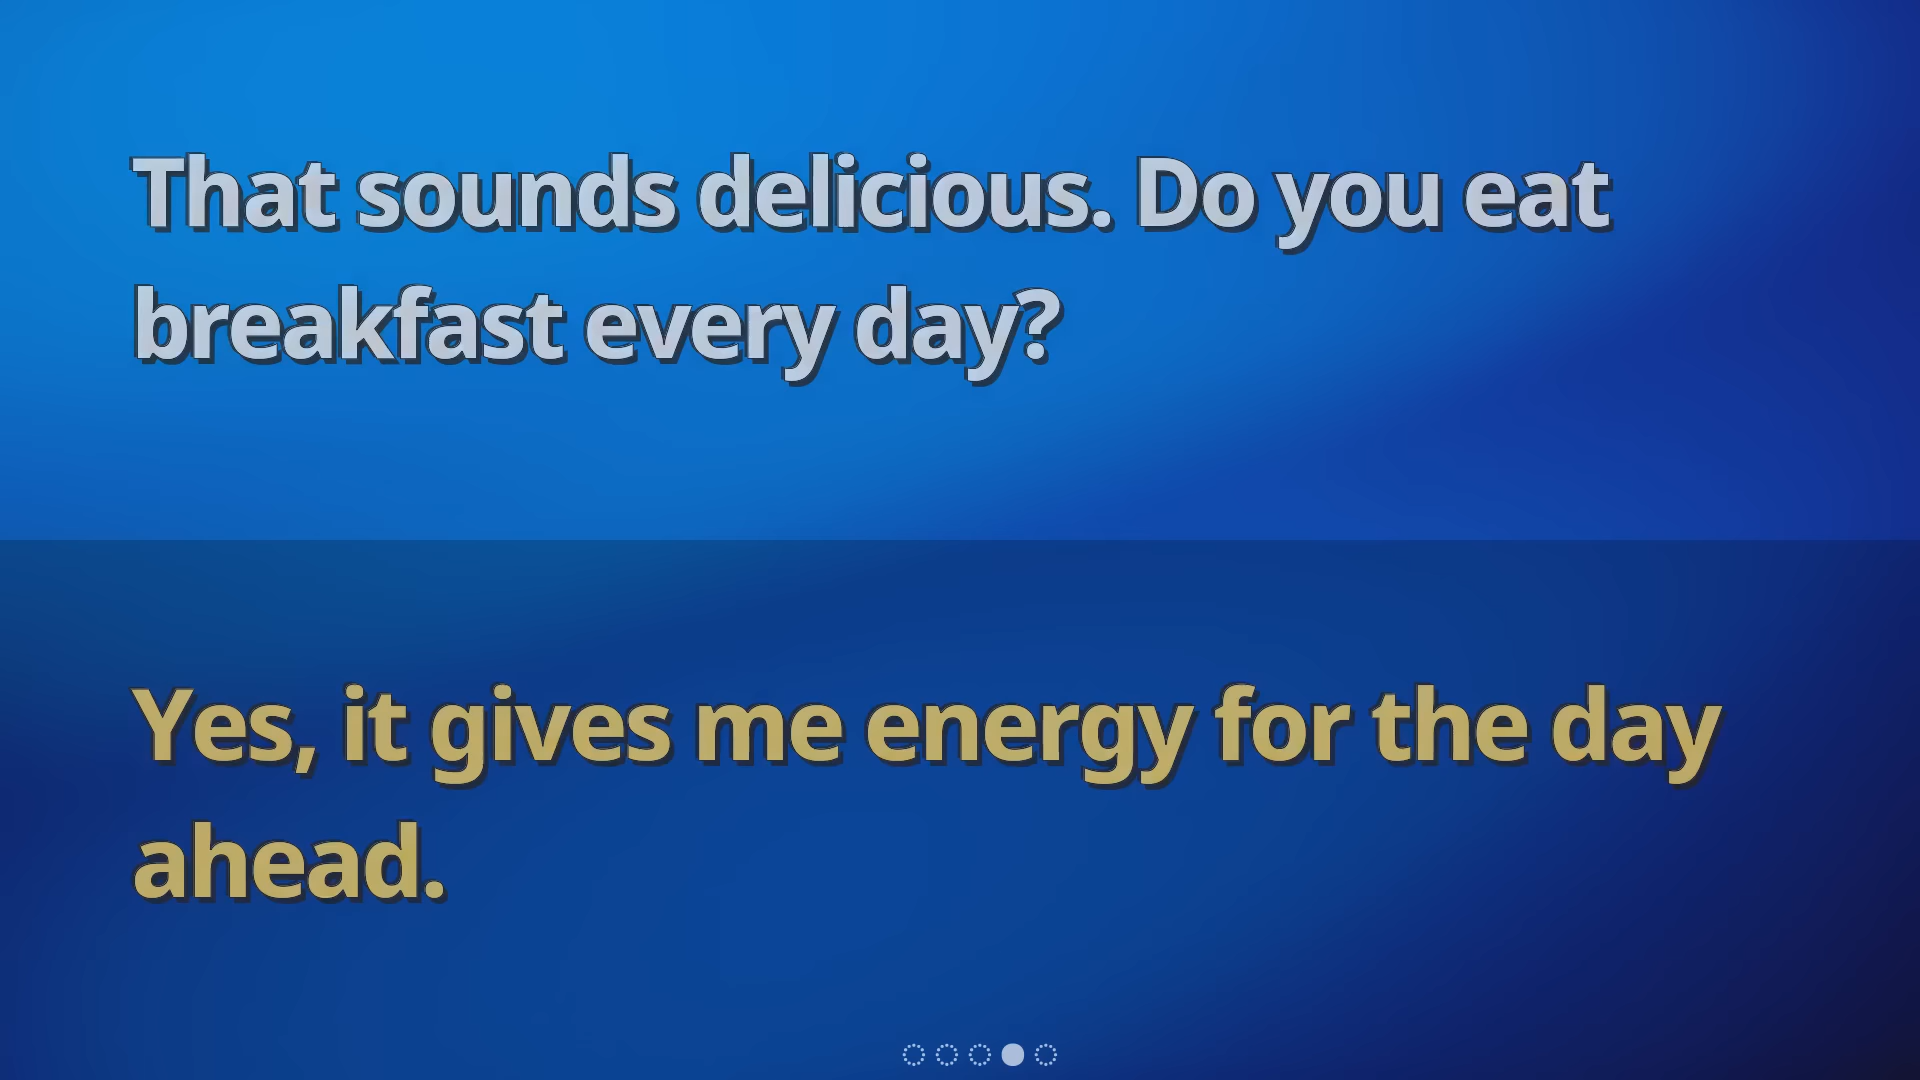 That sounds delicious. Do you eat
breakfast every day?
Yes, it gives me energy for the day
ahead.